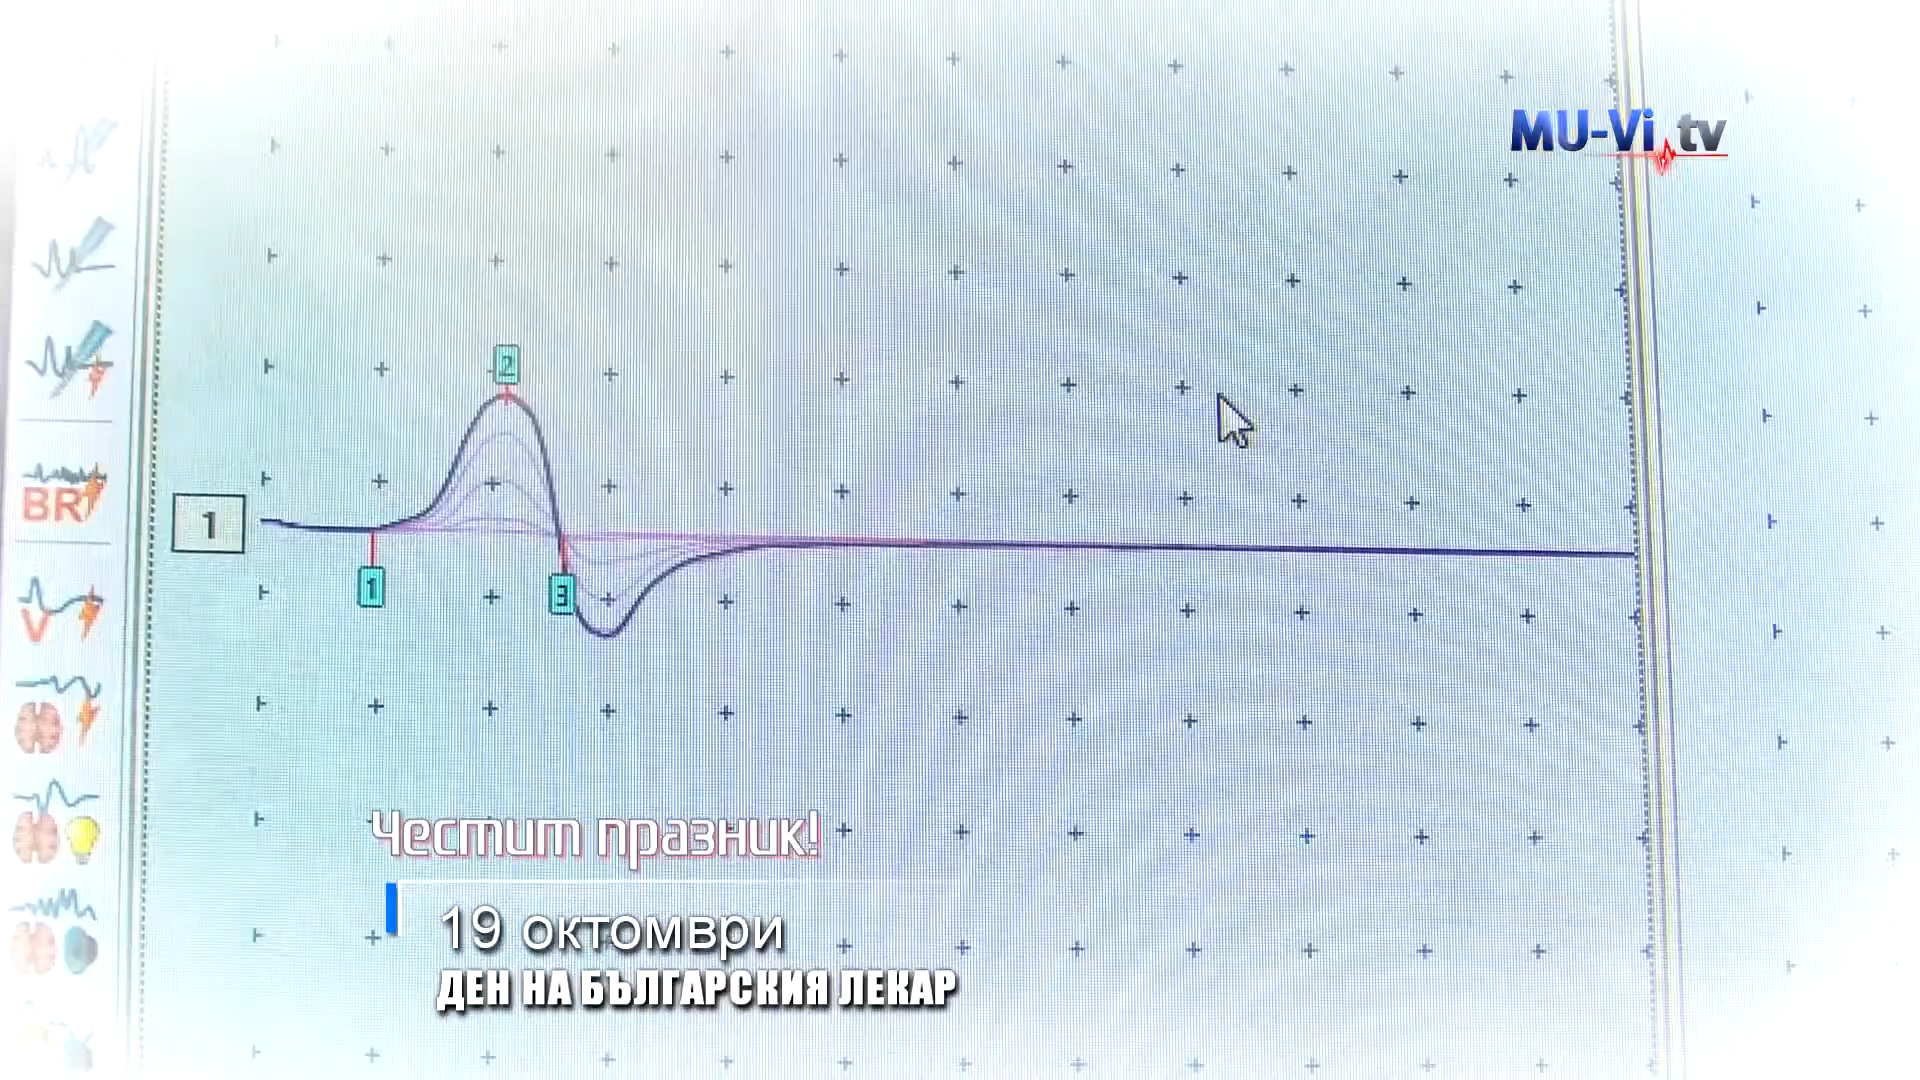 MU-Vi.tv
2
BR
1
1
3
V
Честит празник!
19 октомври
ДЕН НА БЪЛГАРСКИЯ ЛЕКАР